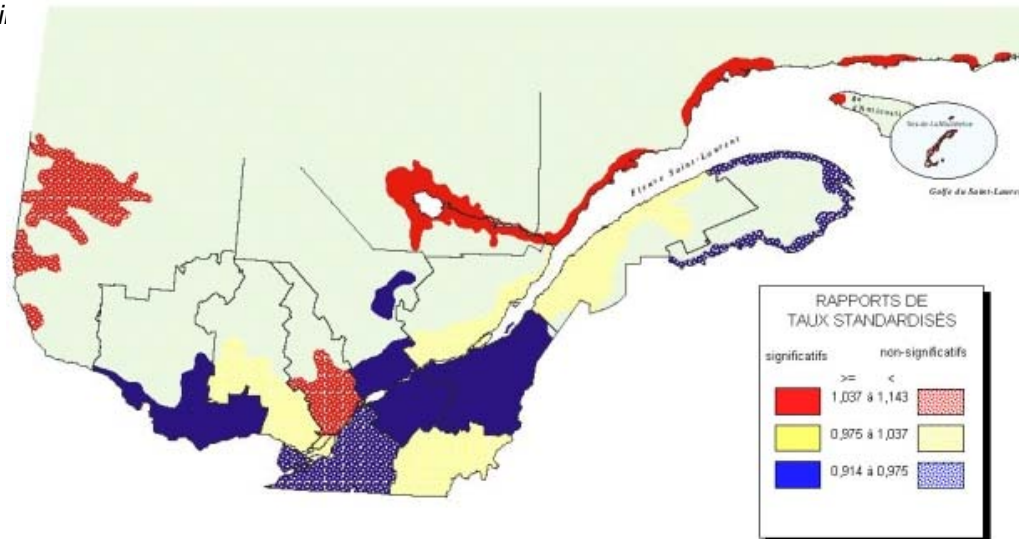 Fleuve Saint-Laurent
Golfe du Saint-Laure
RAPPORTS DE
TAUX STANDARDISÉS
significatifs non-significatifs
>= <
1,037 à 1,143
0,975 à 1,037
0,914 à 0,975